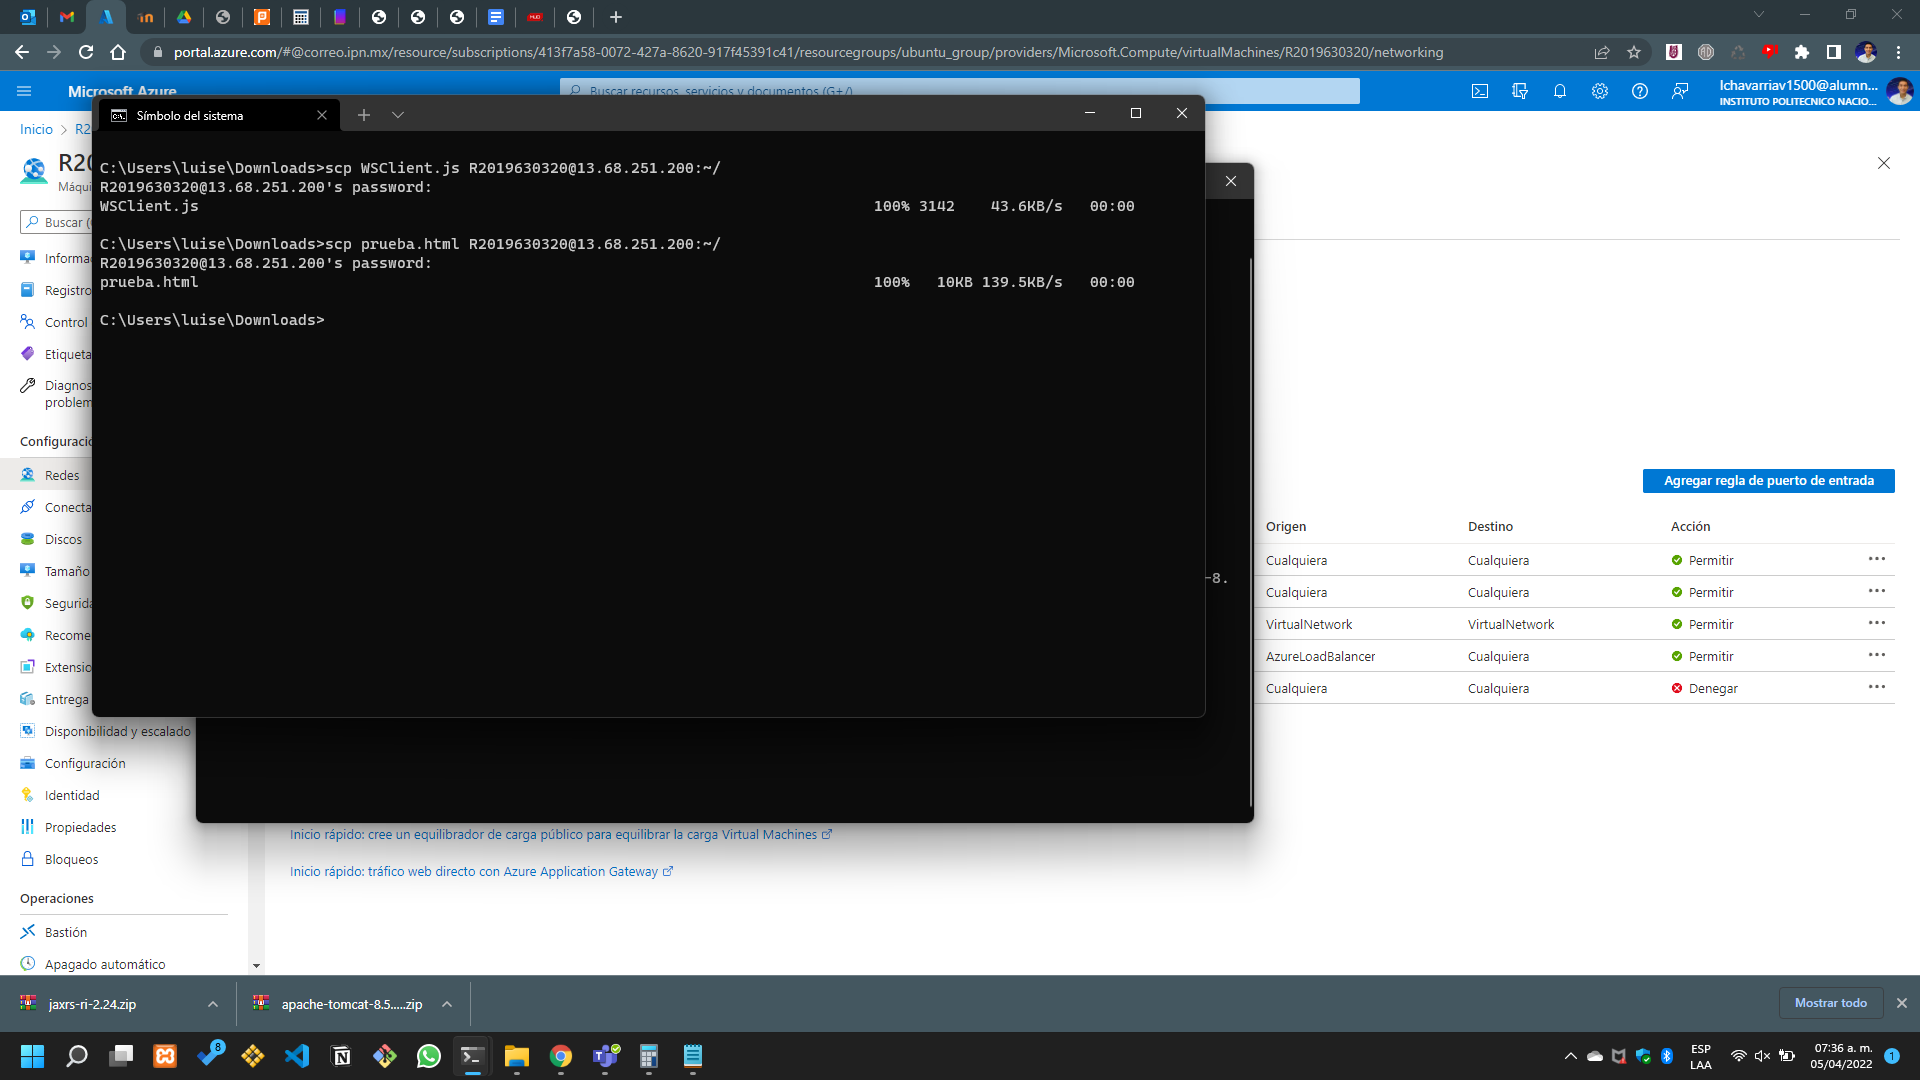 portal.azure.com/#@correo.ipn.mx/resource/subscriptions/413f7a58-0072-427a-8620-917f45391c41/resourcegroups/ubuntu_group/providers/Microsoft.Compute/virtualMachines/R2019630320/networking
Microsoft Azure
Buscar recursos, servicios y documentos (G+/)
lchavarriav1500@alumn...
INSTITUTO POLITECNICO NACIO...
Inicio > R2
R20
Máqui
Buscar (
Informa
Registro
Control
Etiqueta
Diagnos
problem
Configuració
Redes
Conecta
Discos
Tamaño
Segurida
Recome
Extensio
Entrega
Disponibilidad y escalado
Configuración
Identidad
Propiedades
Bloqueos
Operaciones
Bastión
Apagado automático
Símbolo del sistema
C:\Users\luise\Downloads>scp WSClient.js R2019630320@13.68.251.200:~/
R2019630320@13.68.251.200's password:
WSClient.js 100% 3142 43.6KB/s 00:00
C:\Users\luise\Downloads>scp prueba.html R2019630320@13.68.251.200:~/
R2019630320@13.68.251.200's password:
prueba.html 100% 10KB 139.5KB/s 00:00
C:\Users\luise\Downloads>
-8.
Agregar regla de puerto de entrada
Origen Destino Acción
Cualquiera Cualquiera Permitir
Cualquiera Cualquiera Permitir
VirtualNetwork VirtualNetwork Permitir
AzureLoadBalancer Cualquiera Permitir
Cualquiera Cualquiera Denegar
Inicio rápido: cree un equilibrador de carga público para equilibrar la carga Virtual Machines
Inicio rápido: tráfico web directo con Azure Application Gateway
jaxrs-ri-2.24.zip
apache-tomcat-8.5.....zip
Mostrar todo
8
ESP
LAA
07:36 a. m.
05/04/2022
1